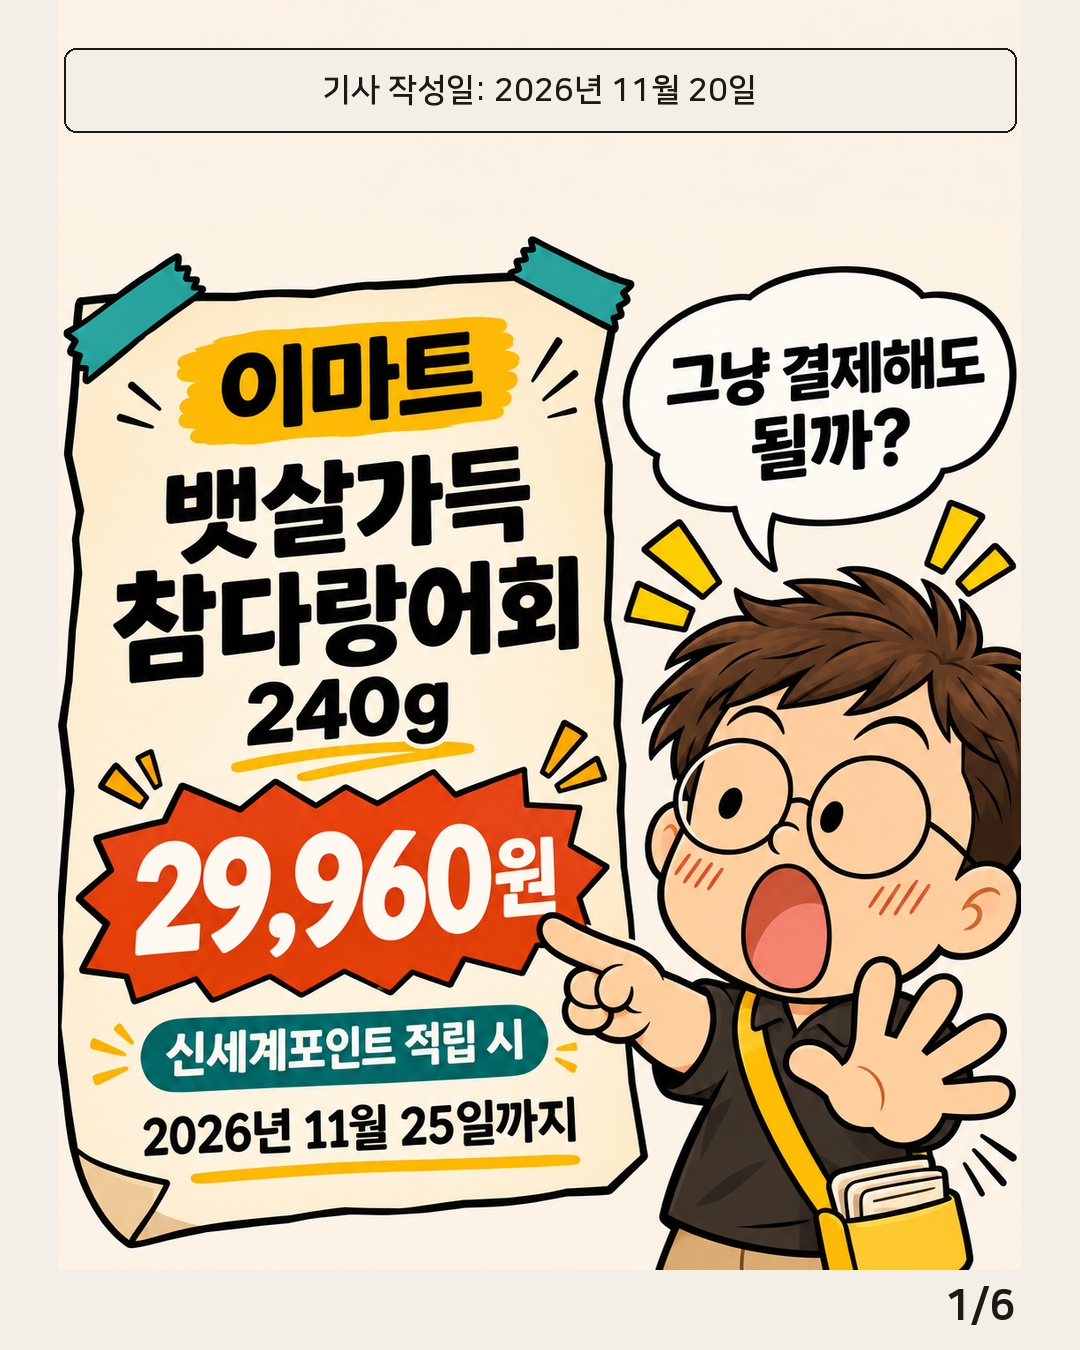 기사 작성일: 2026년 11월 20일
이마트
뱃살가득
참다랑어회
240g
29,960원
신세계포인트 적립 시
2026년 11월 25일까지
그냥 결제해도
될까?
1/6